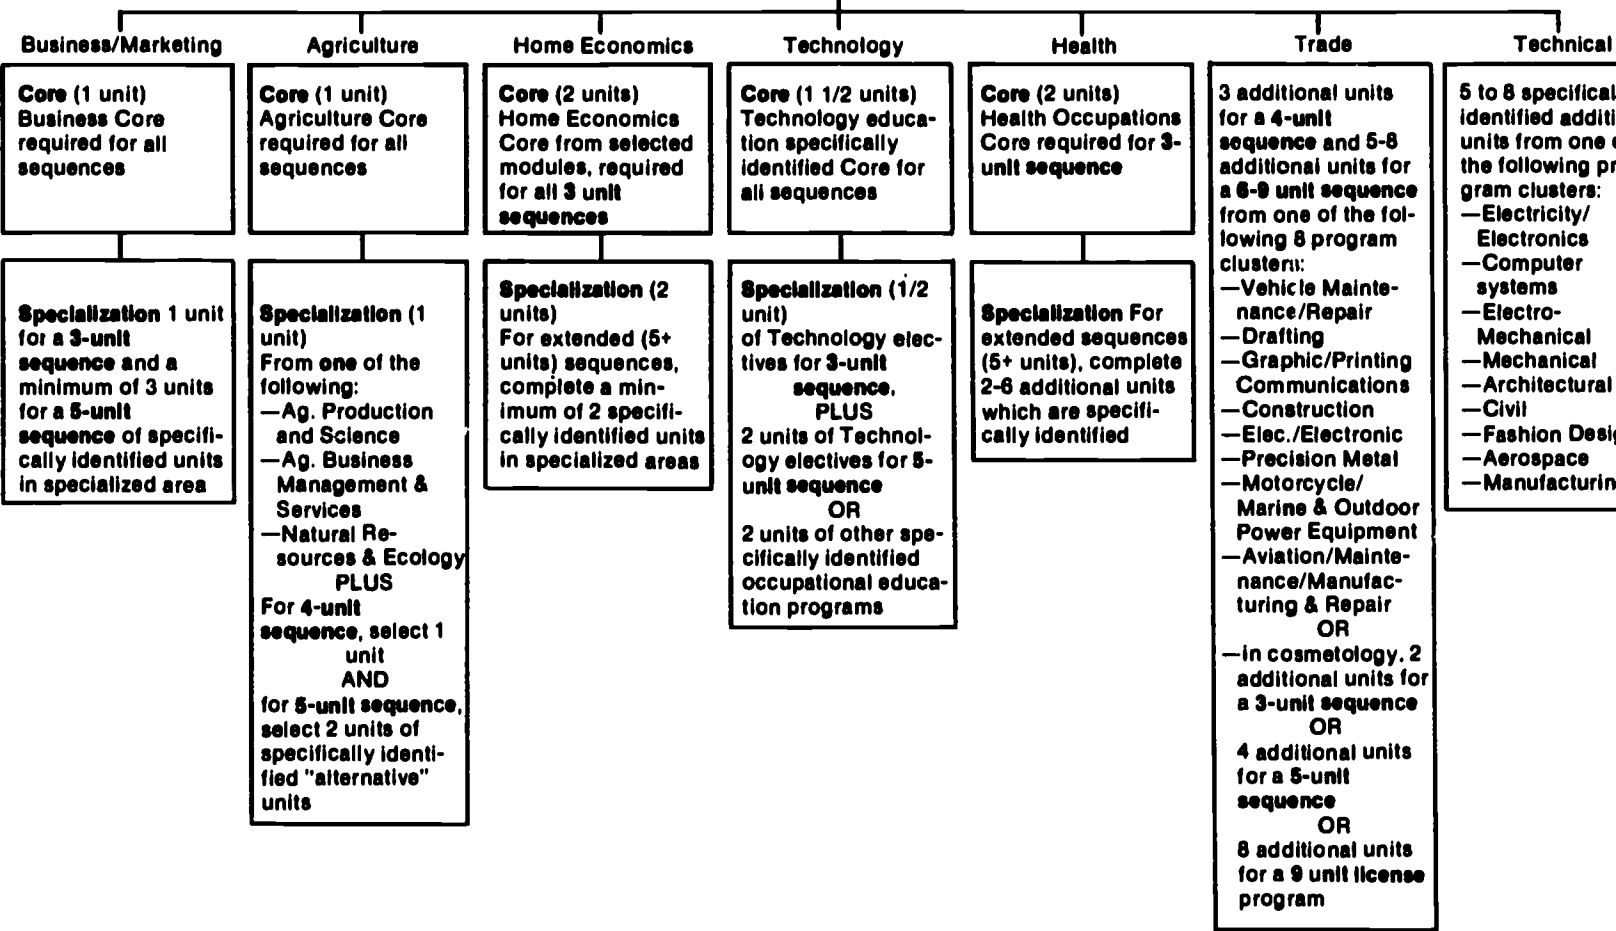 Business/Marketing
Core (1 unit)
Business Core
required for all
sequences
Specialization 1 unit
for a 3-unit
sequence and a
minimum of 3 units
for a 5-unit
sequence of specifi-
cally identified units
in specialized area
Agriculture
Core (1 unit)
Agriculture Core
required for all
sequences
Specialization (1
unit)
From one of the
following:
—Ag. Production
and Science
—Ag. Business
Management &
Services
—Natural Re-
sources & Ecology
PLUS
For 4-unit
sequence, select 1
unit
AND
for 5-unit sequence,
select 2 units of
specifically identi-
fied "alternative"
units
Home Economics
Core (2 units)
Home Economics
Core from selected
modules, required
for all 3 unit
sequences
Specialization (2
units)
For extended (5+
units) sequences,
complete a min-
imum of 2 specifi-
cally identified units
in specialized areas
Technology
Core (1 1/2 units)
Technology educa-
tion specifically
identified Core for
all sequences
Specialization (1/2
unit)
of Technology elec-
tives for 3-unit
sequence,
PLUS
2 units of Technol-
ogy electives for 5-
unit sequence
OR
2 units of other spe-
cifically identified
occupational educa-
tion programs
Health
Core (2 units)
Health Occupations
Core required for 3-
unit sequence
Specialization For
extended sequences
(5+ units), complete
2-6 additional units
which are specifi-
cally identified
Trade
3 additional units
for a 4-unit
sequence and 5-8
additional units for
a 6-9 unit sequence
from one of the fol-
lowing 8 program
clusters:
—Vehicle Mainte-
nance/Repair
—Drafting
—Graphic/Printing
Communications
—Construction
—Elec./Electronic
—Precision Metal
—Motorcycle/
Marine & Outdoor
Power Equipment
—Aviation/Mainte-
nance/Manufac-
turing & Repair
OR
—in cosmetology, 2
additional units for
a 3-unit sequence
OR
4 additional units
for a 5-unit
sequence
OR
8 additional units
for a 9 unit license
program
Technical
5 to 8 specifical
identified additi
units from one
the following pr
gram clusters:
—Electricity/
Electronics
—Computer
systems
—Electro-
Mechanical
—Mechanical
—Architectural
—Civil
—Fashion Desig
—Aerospace
—Manufacturin